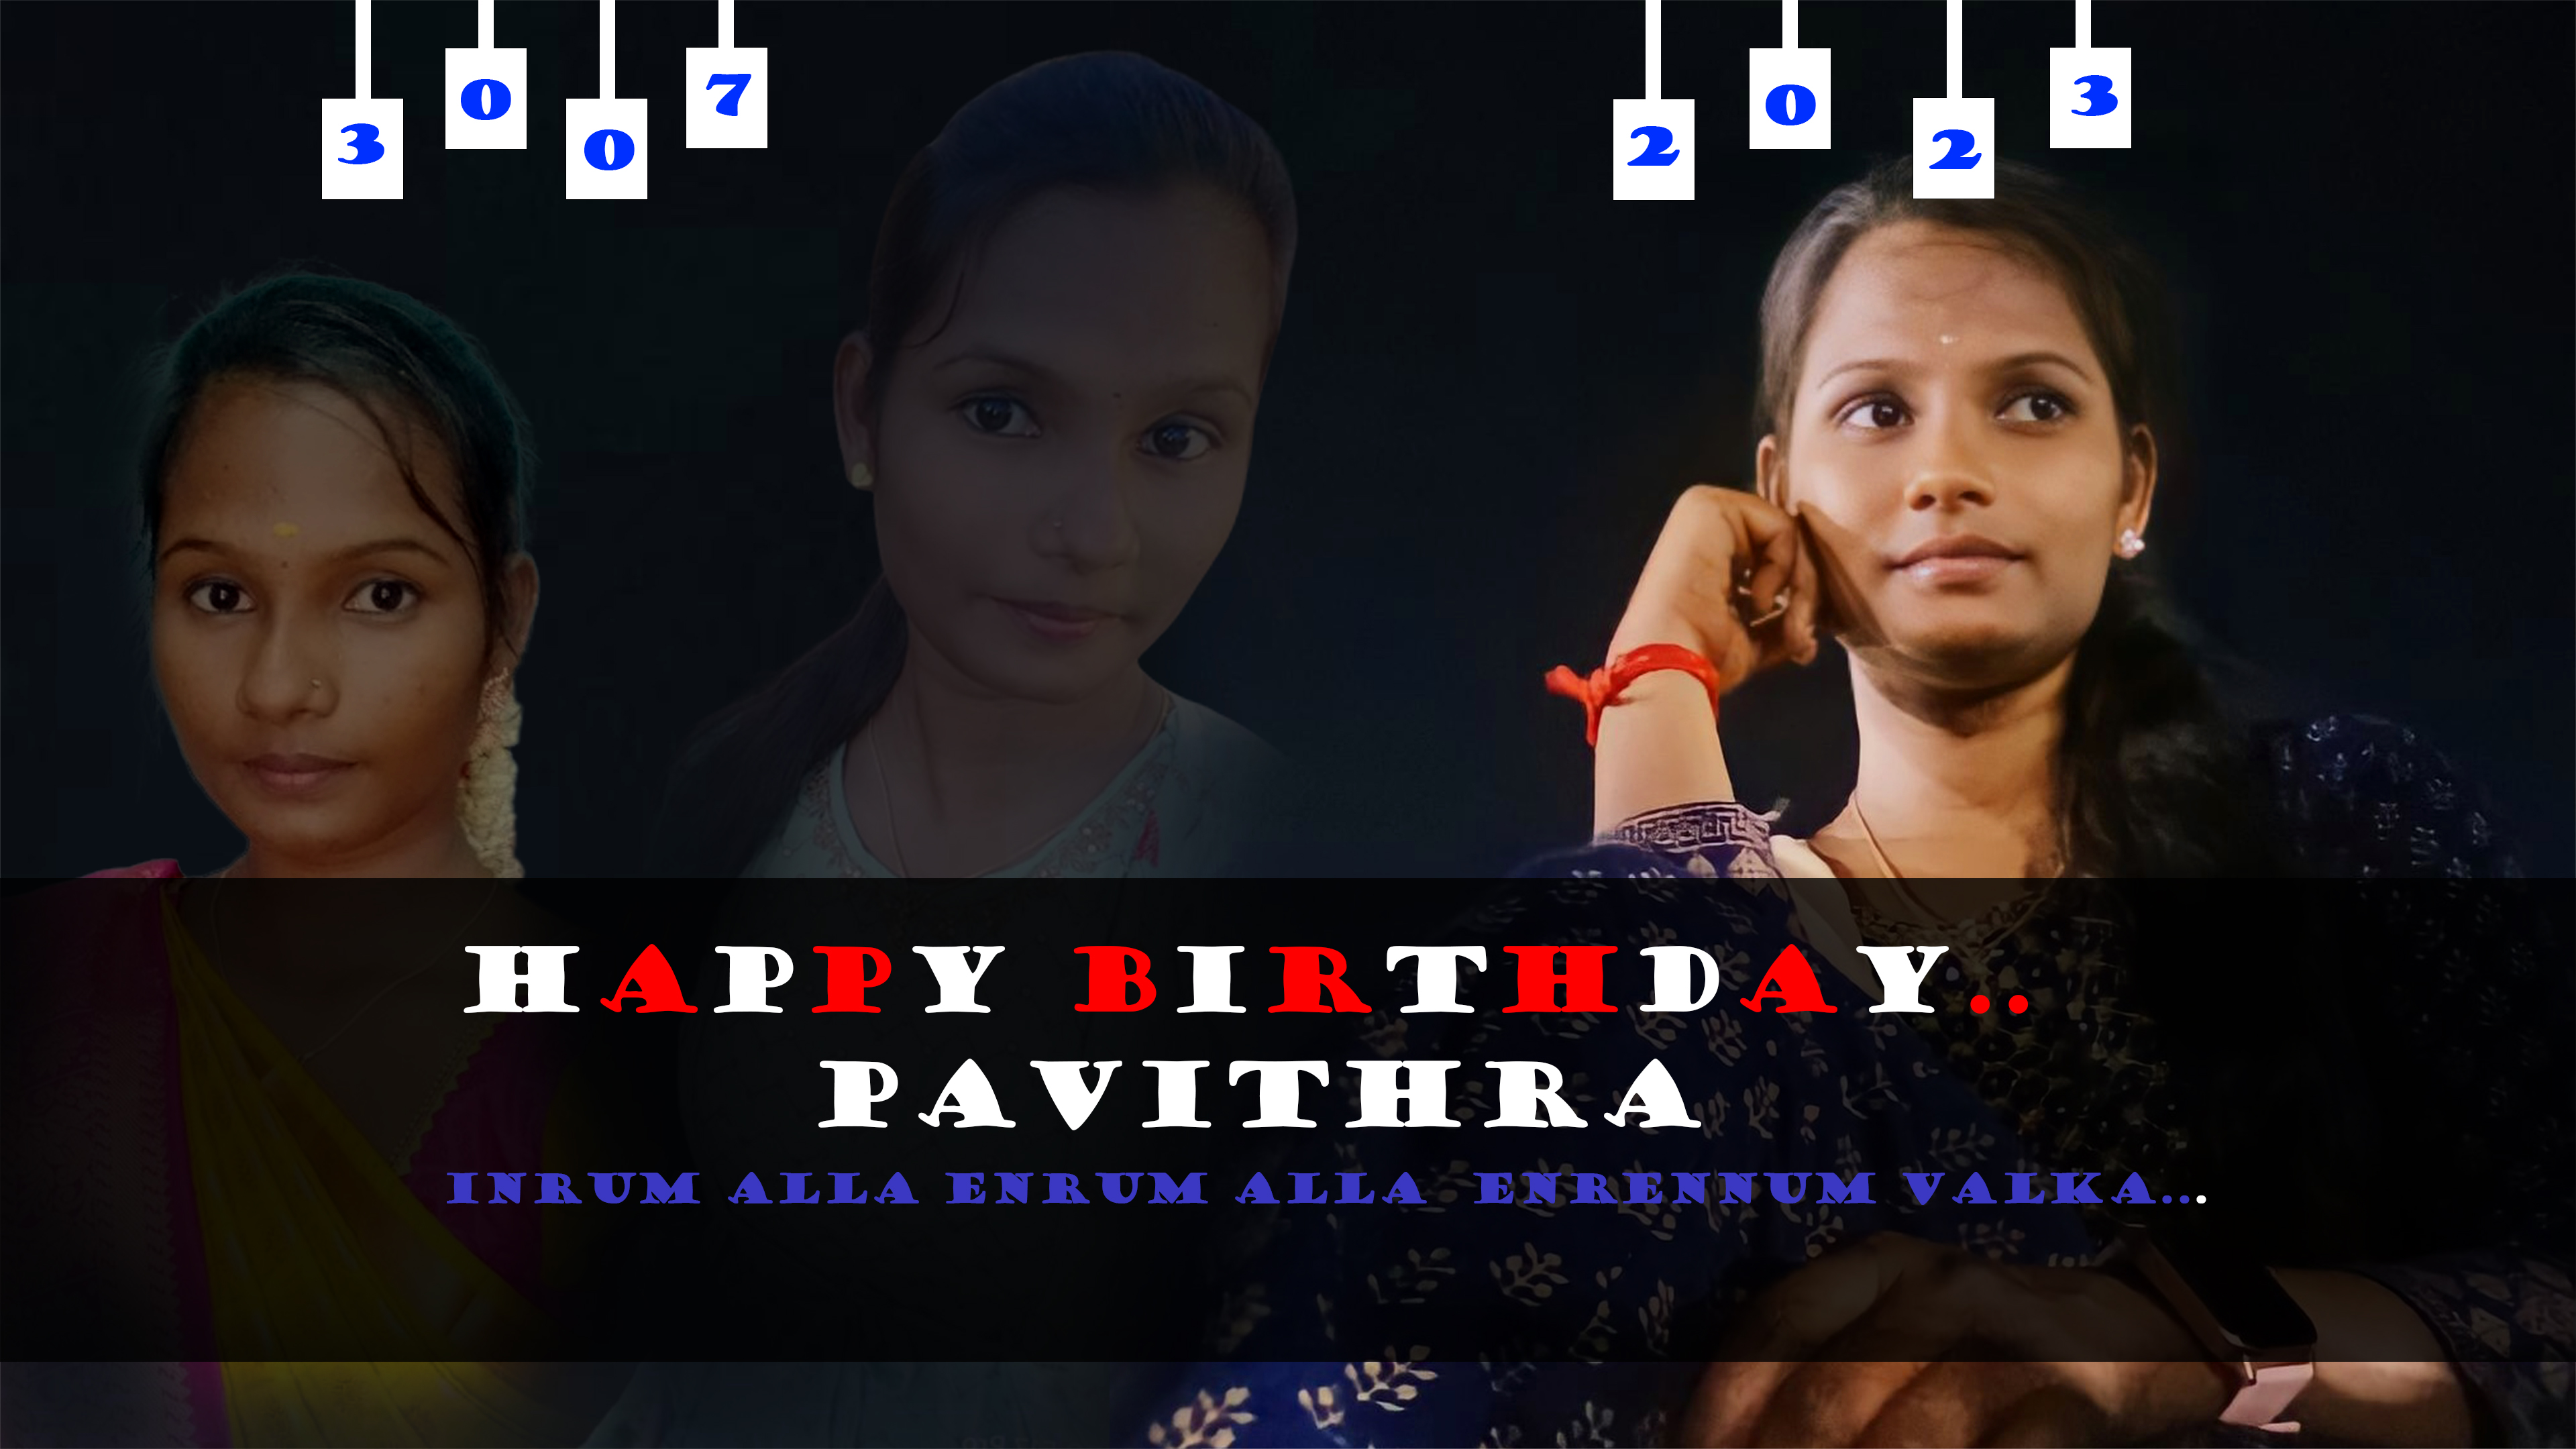 3 0 0 7
2 0 2 3
HAPPY BIRTHDAY..
PAVITHRA
INRUM ALLA ENRUM ALLA ENRENNUM VALKA...